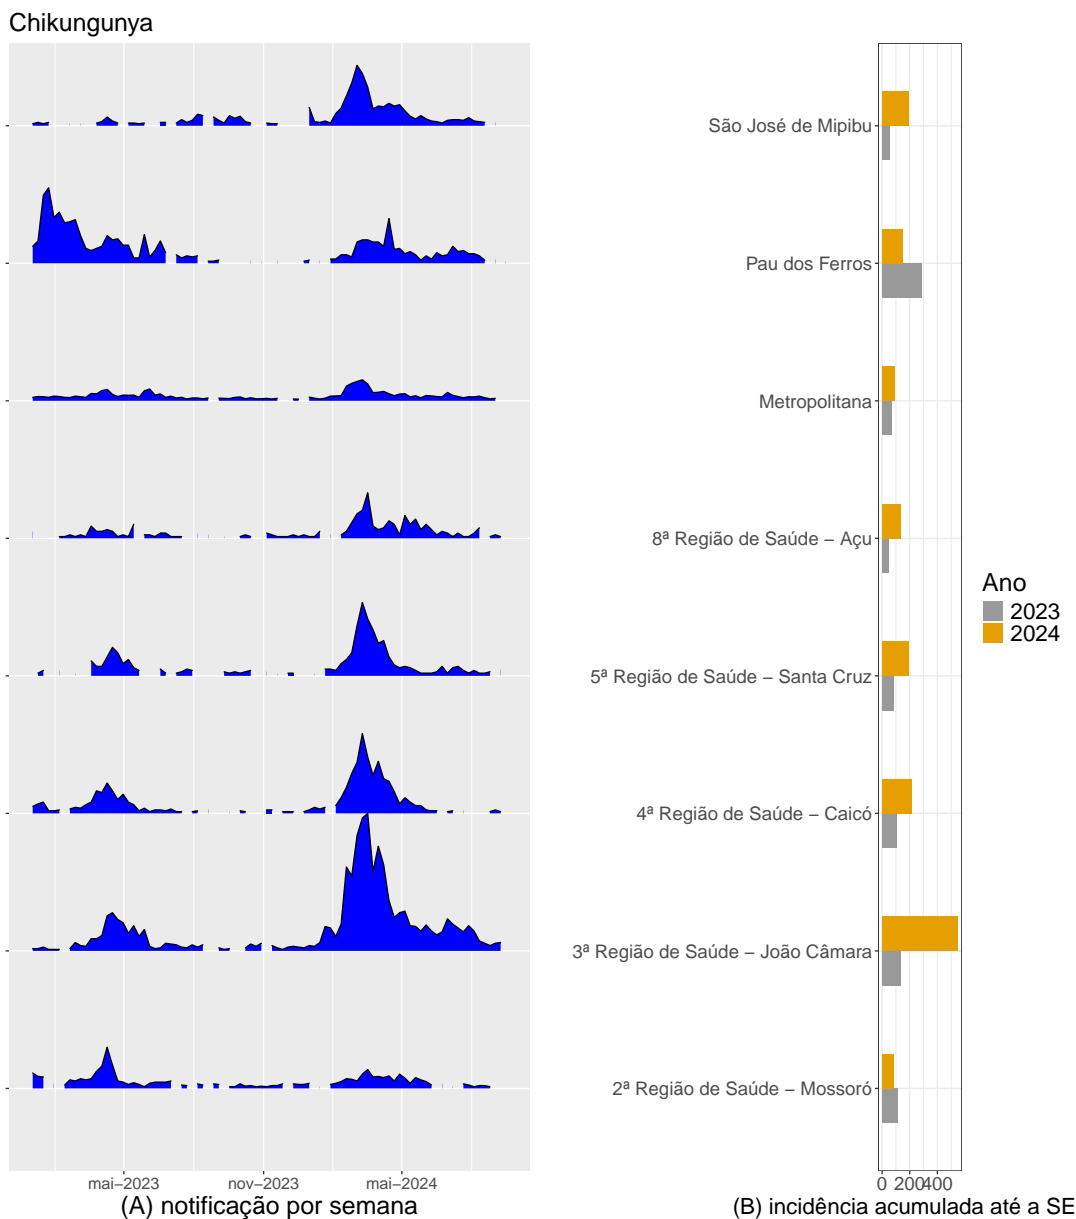 Chikungunya
São José de Mipibu
Pau dos Ferros
Metropolitana
8ª Região de Saúde − Açu
5ª Região de Saúde − Santa Cruz
4ª Região de Saúde − Caicó
3ª Região de Saúde − João Câmara
2ª Região de Saúde − Mossoró
Ano
2023
2024
mai−2023 nov−2023 mai−2024
0 200 400
(A) notificação por semana
(B) incidência acumulada até a SE